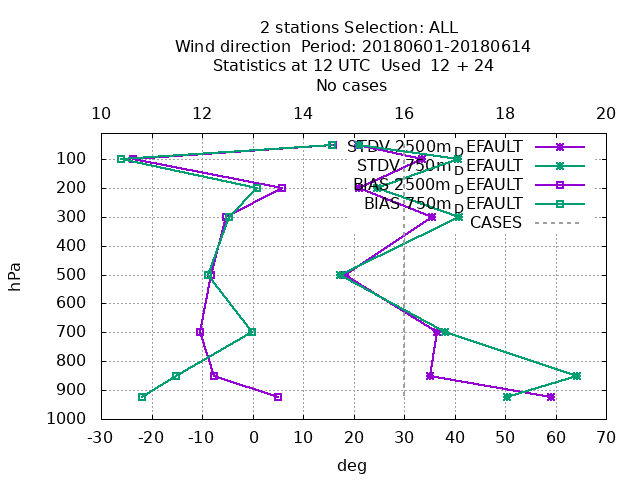 2 stations Selection: ALL
Wind direction  Period: 20180601-20180614
Statistics at 12 UTC  Used  12 + 24
No cases
10 12 14 16 18 20
STDV 2500m_DEFAULT
STDV 750m_DEFAULT
BIAS 2500m_DEFAULT
BIAS 750m_DEFAULT
CASES
100
200
300
400
500
600
700
800
900
1000
hPa
-30 -20 -10 0 10 20 30 40 50 60 70
deg